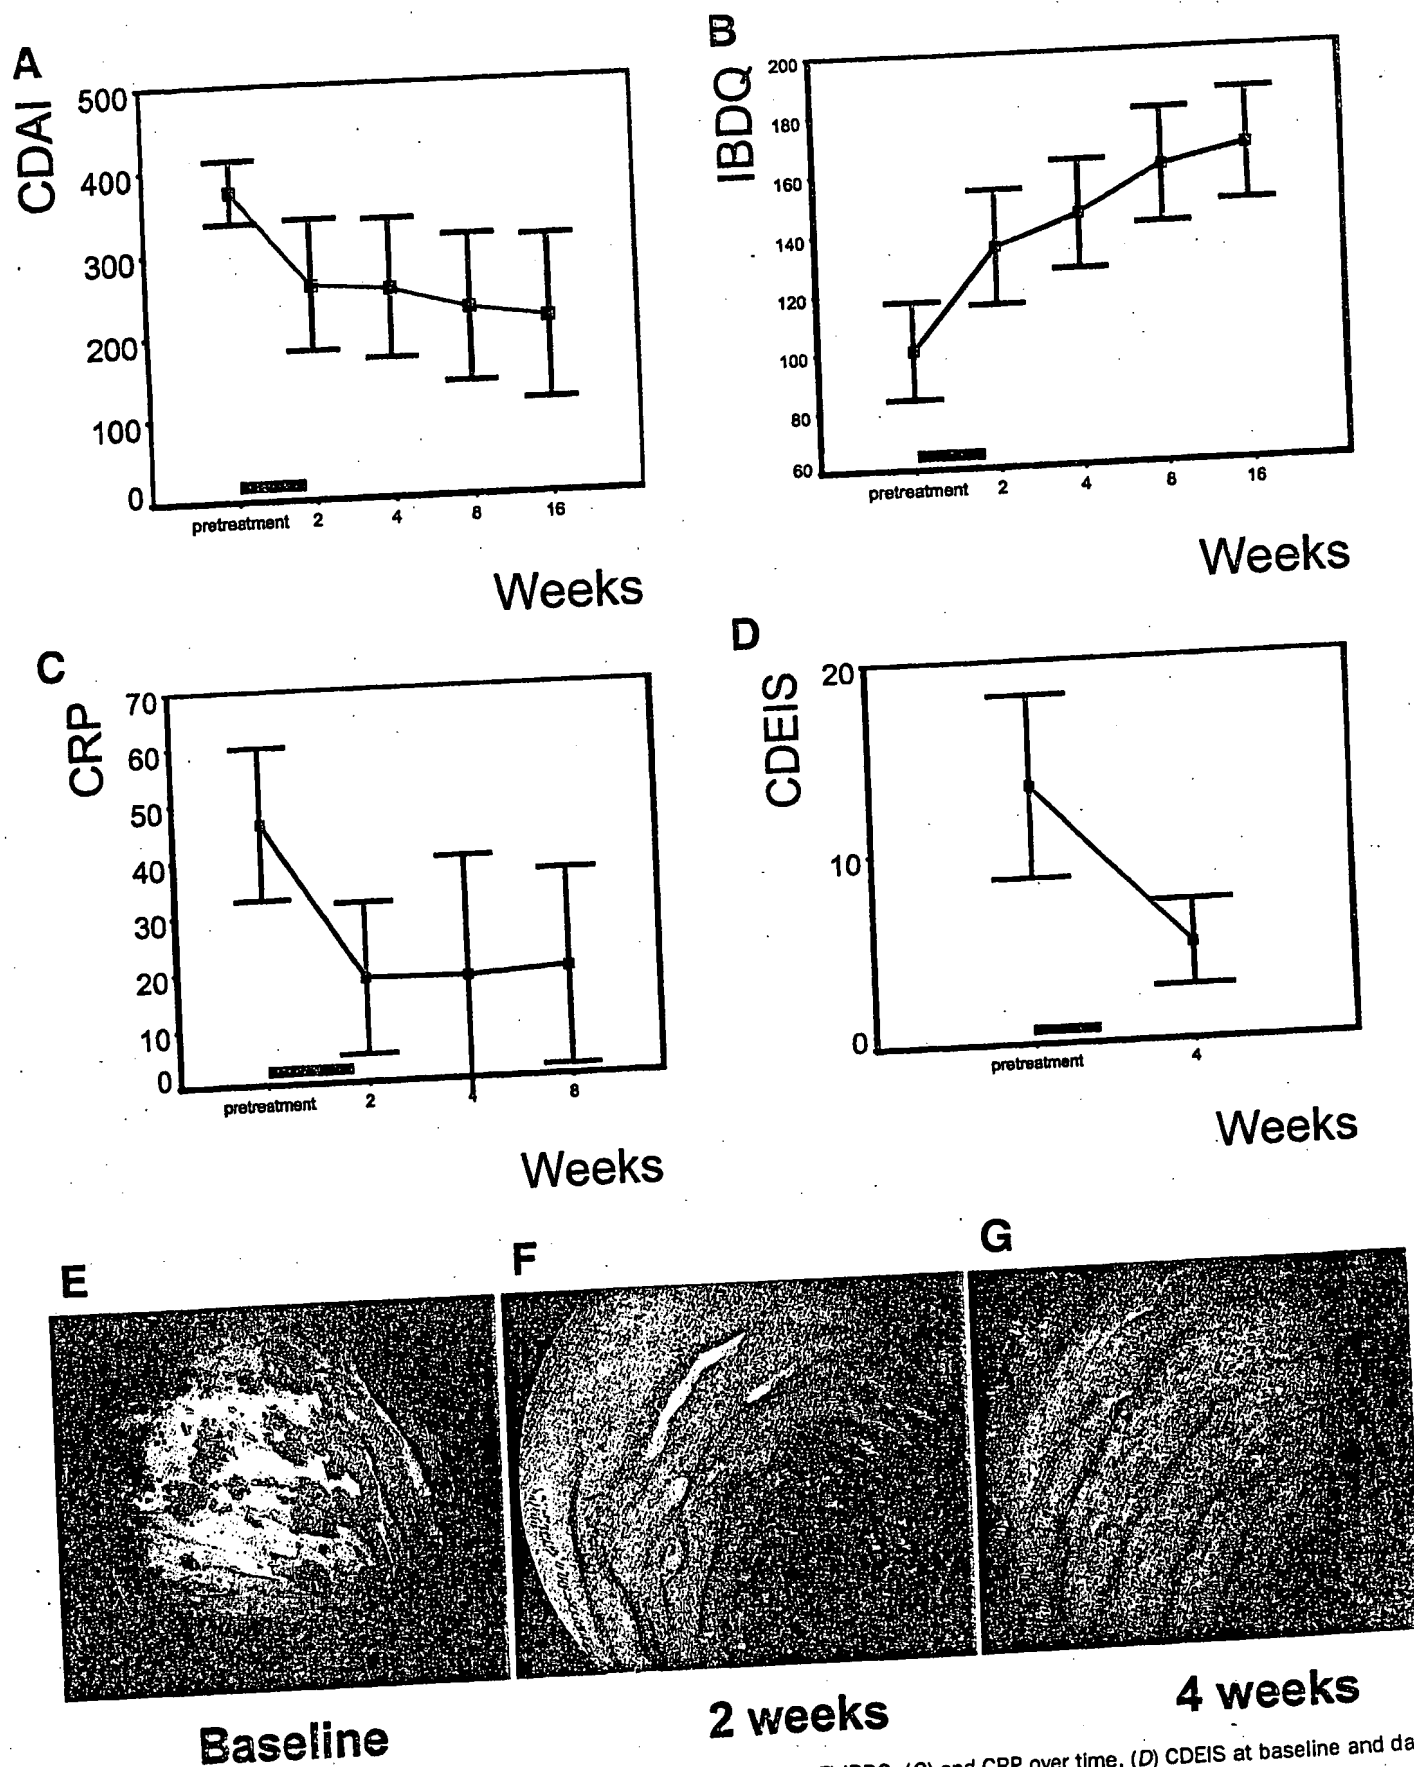 A
CDAI
500
400
300
200
100
0
pretreatment 2 4 8 16
Weeks
B
IBDQ
200
180
160
140
120
100
80
60
pretreatment 2 4 8 16
Weeks
C
CRP
70
60
50
40
30
20
10
0
pretreatment 2 4 8
Weeks
D
CDEIS
20
10
0
pretreatment 4
Weeks
E
F
G
Baseline
2 weeks
4 weeks
and CRP over time. (D) CDEIS at baseline and da